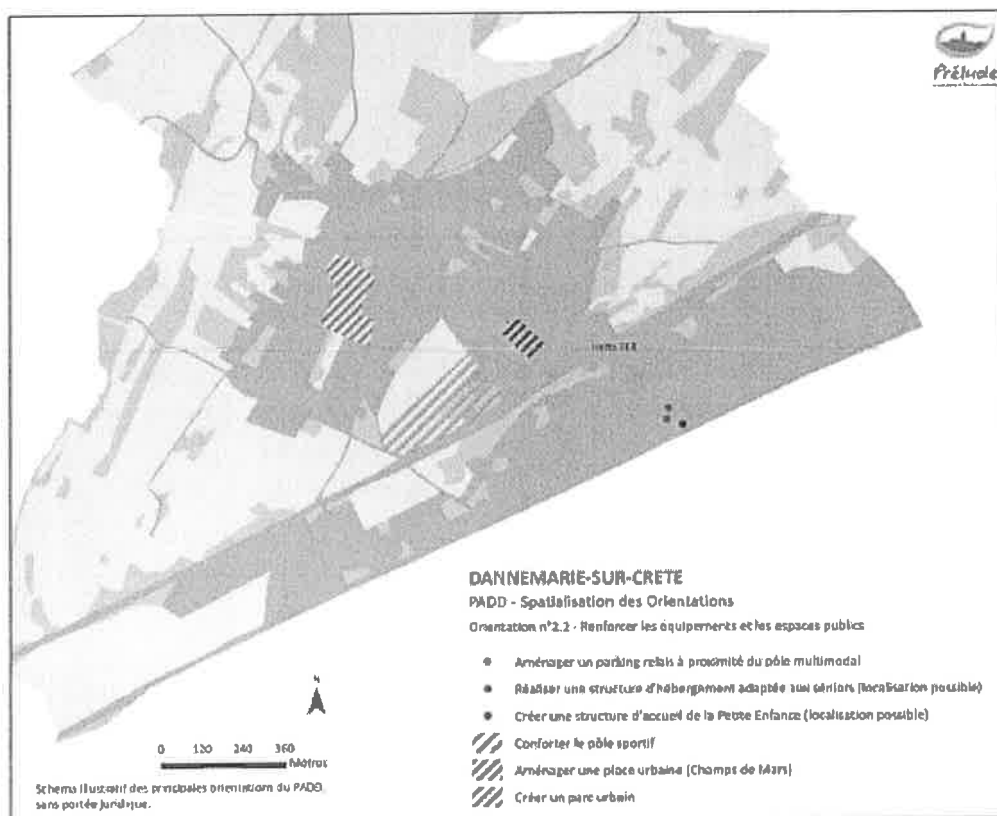 Prélude
DANNEMARIE-SUR-CRETE
PADD - Spatialisation des Orientations
Orientation n°2.2 - Renforcer les équipements et les espaces publics
Aménager un parking relais à proximité du pôle multimodal
Réaliser une structure d'hébergement adaptée aux séniors (localisation possible)
Créer une structure d'accueil de la Petite Enfance (localisation possible)
Conforter le pôle sportif
Aménager une place urbaine (Champs de Mars)
Créer un parc urbain
N
0 120 240 360
Mètres
Schéma illustratif des principales orientations du PADD,
sans portée juridique.